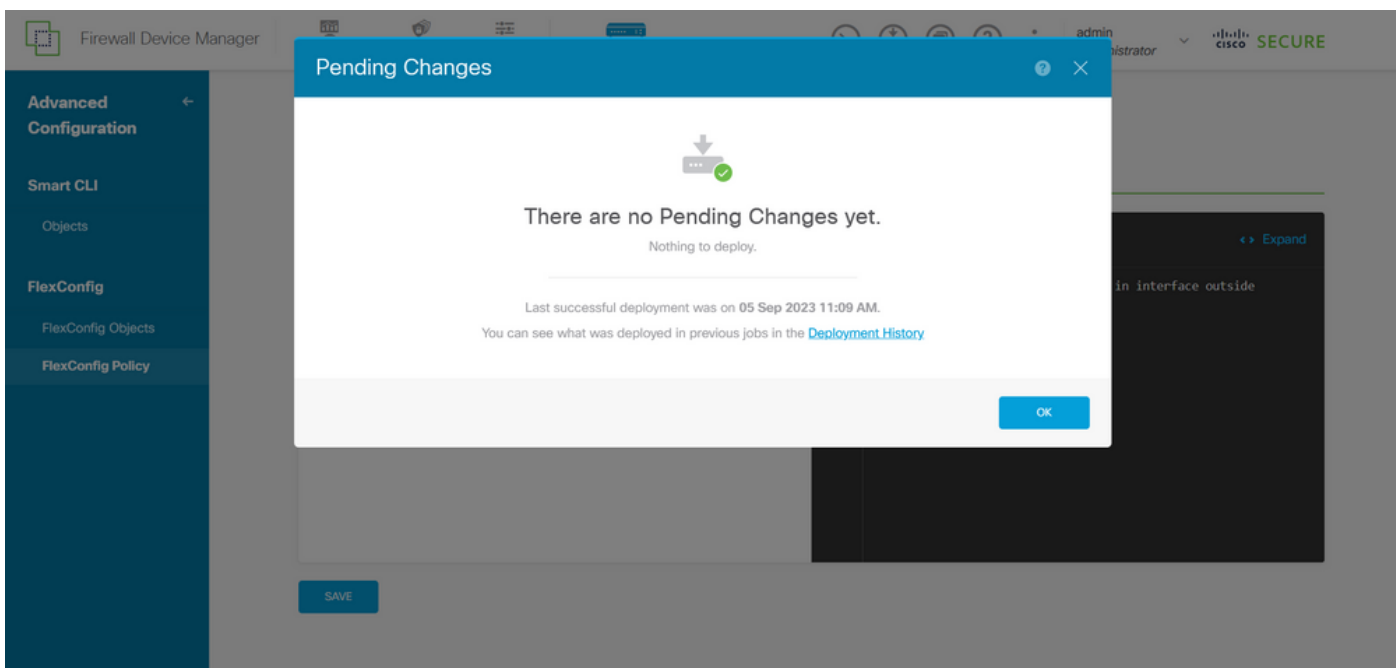 Firewall Device Manager
admin
nistrator
cisco SECURE
Pending Changes
Advanced
Configuration
Smart CLI
Objects
FlexConfig
FlexConfig Objects
FlexConfig Policy
There are no Pending Changes yet.
Nothing to deploy.
Last successful deployment was on 05 Sep 2023 11:09 AM.
You can see what was deployed in previous jobs in the Deployment History
OK
Expand
in interface outside
SAVE